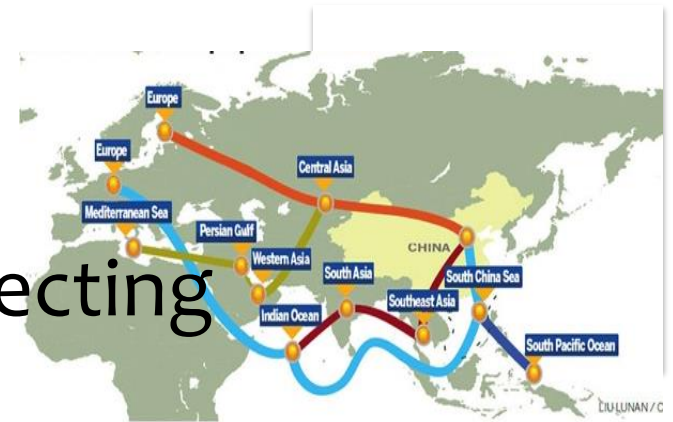 Europe
Europe
Central Asia
Mediterranean Sea
Persian Gulf
CHINA
Western Asia
South Asia
South China Sea
ecting
Southeast Asia
Indian Ocean
South Pacific Ocean
LIU LUNAN / C